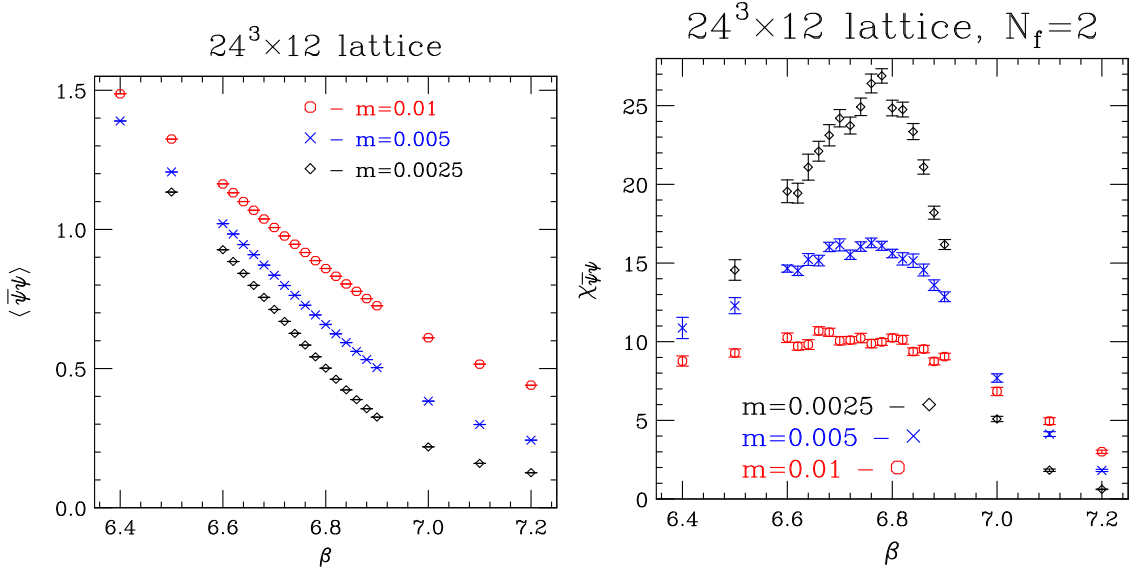 24³×12 lattice
⟨ψ̄ψ⟩
1.5
1.0
0.5
0.0
○ – m=0.01
× – m=0.005
◇ – m=0.0025
6.4 6.6 6.8 7.0 7.2
β
24³×12 lattice, N_f=2
χ_ψ̄ψ
25
20
15
10
5
0
m=0.0025 – ◇
m=0.005 – ×
m=0.01 – ○
6.4 6.6 6.8 7.0 7.2
β